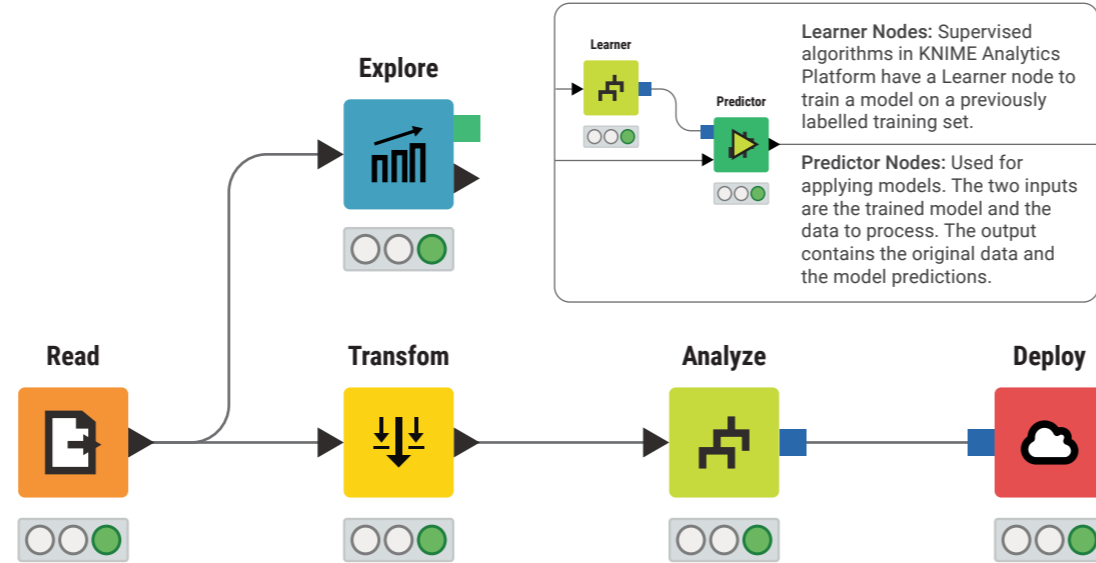 Explore
Learner
Predictor
Learner Nodes: Supervised
algorithms in KNIME Analytics
Platform have a Learner node to
train a model on a previously
labelled training set.
Predictor Nodes: Used for
applying models. The two inputs
are the trained model and the
data to process. The output
contains the original data and
the model predictions.
Read
Transfom
Analyze
Deploy